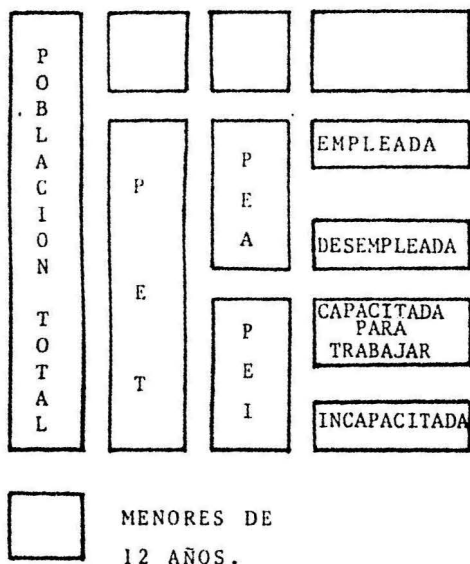 POBLACION TOTAL
PET
PEA
EMPLEADA
DESEMPLEADA
PEI
CAPACITADA
PARA
TRABAJAR
INCAPACITADA
MENORES DE
12 AÑOS.